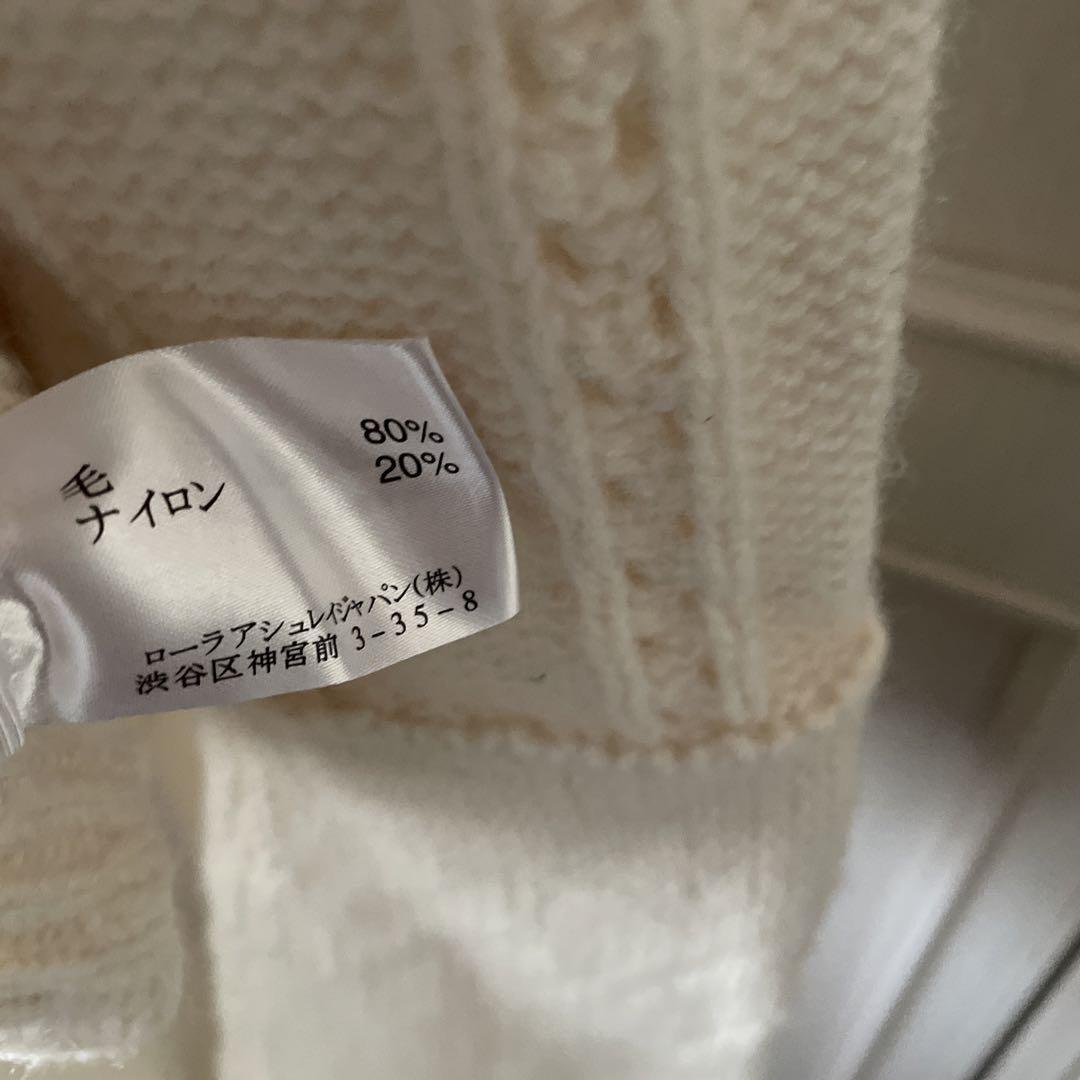 毛 80%
ナイロン 20%
ローラアシュレイジャパン(株)
渋谷区神宮前 3-35-8